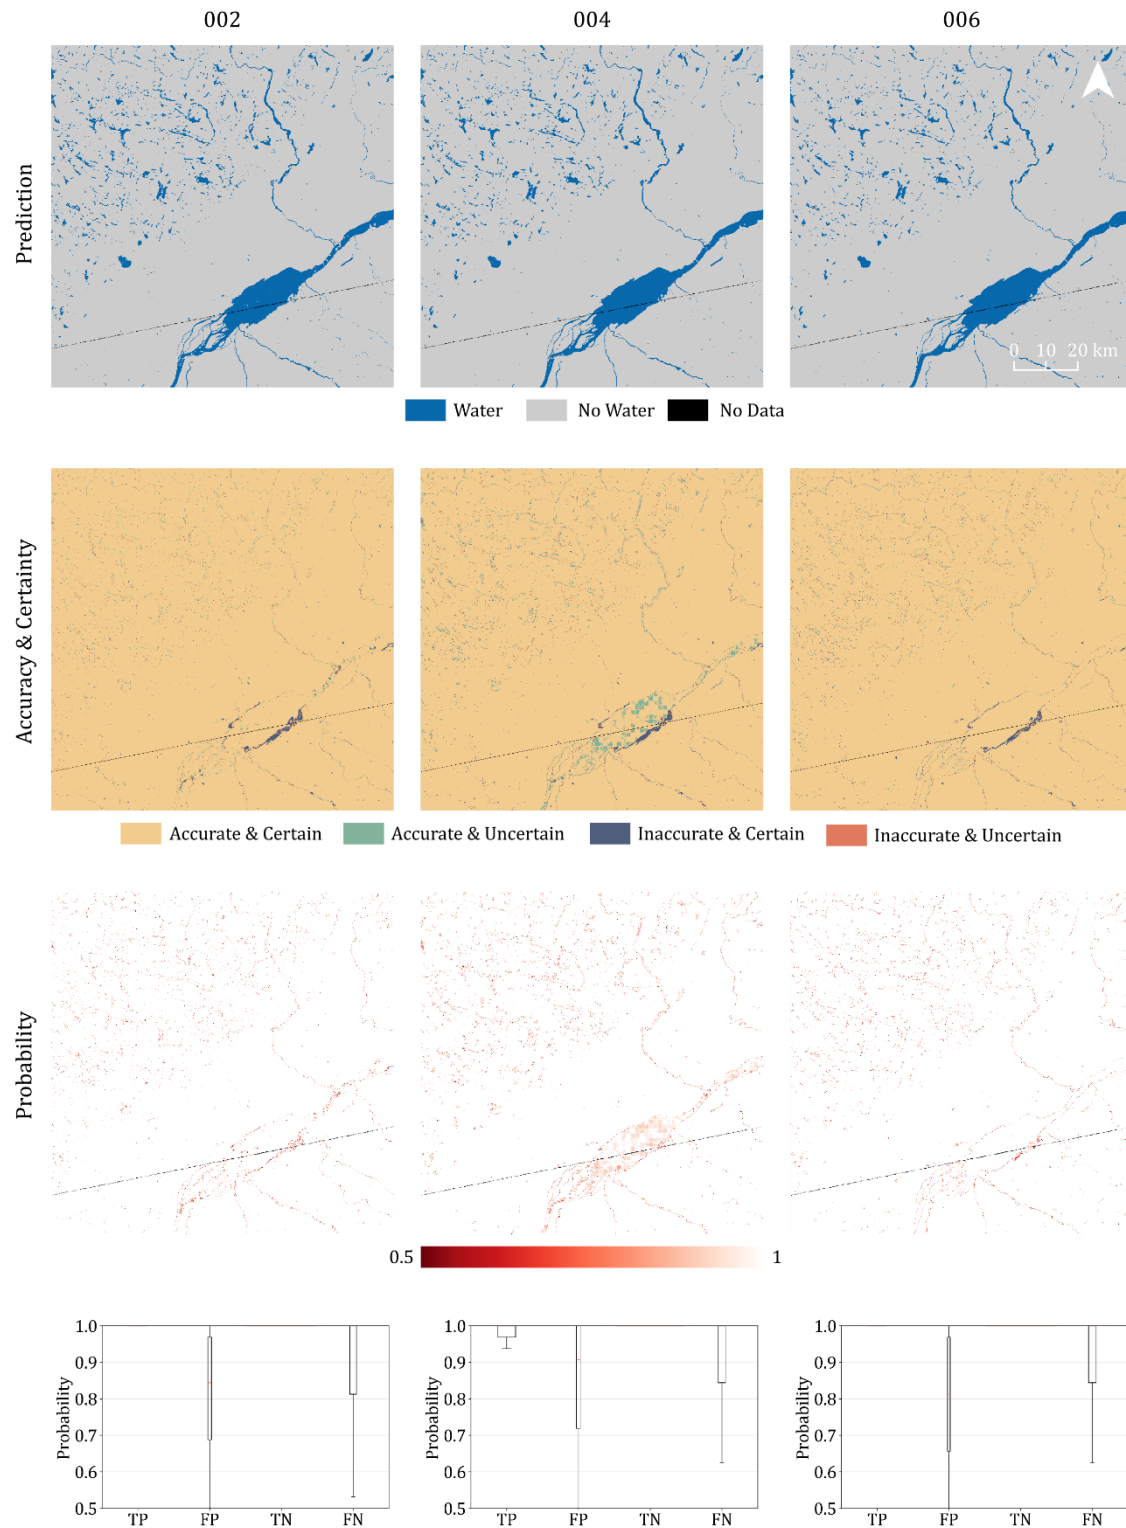 002 004 006
Prediction
0 10 20 km
Water No Water No Data
Accuracy & Certainty
Accurate & Certain Accurate & Uncertain Inaccurate & Certain Inaccurate & Uncertain
Probability
0.5 1
Probability
1.0
0.9
0.8
0.7
0.6
0.5
TP FP TN FN
Probability
1.0
0.9
0.8
0.7
0.6
0.5
TP FP TN FN
Probability
1.0
0.9
0.8
0.7
0.6
0.5
TP FP TN FN